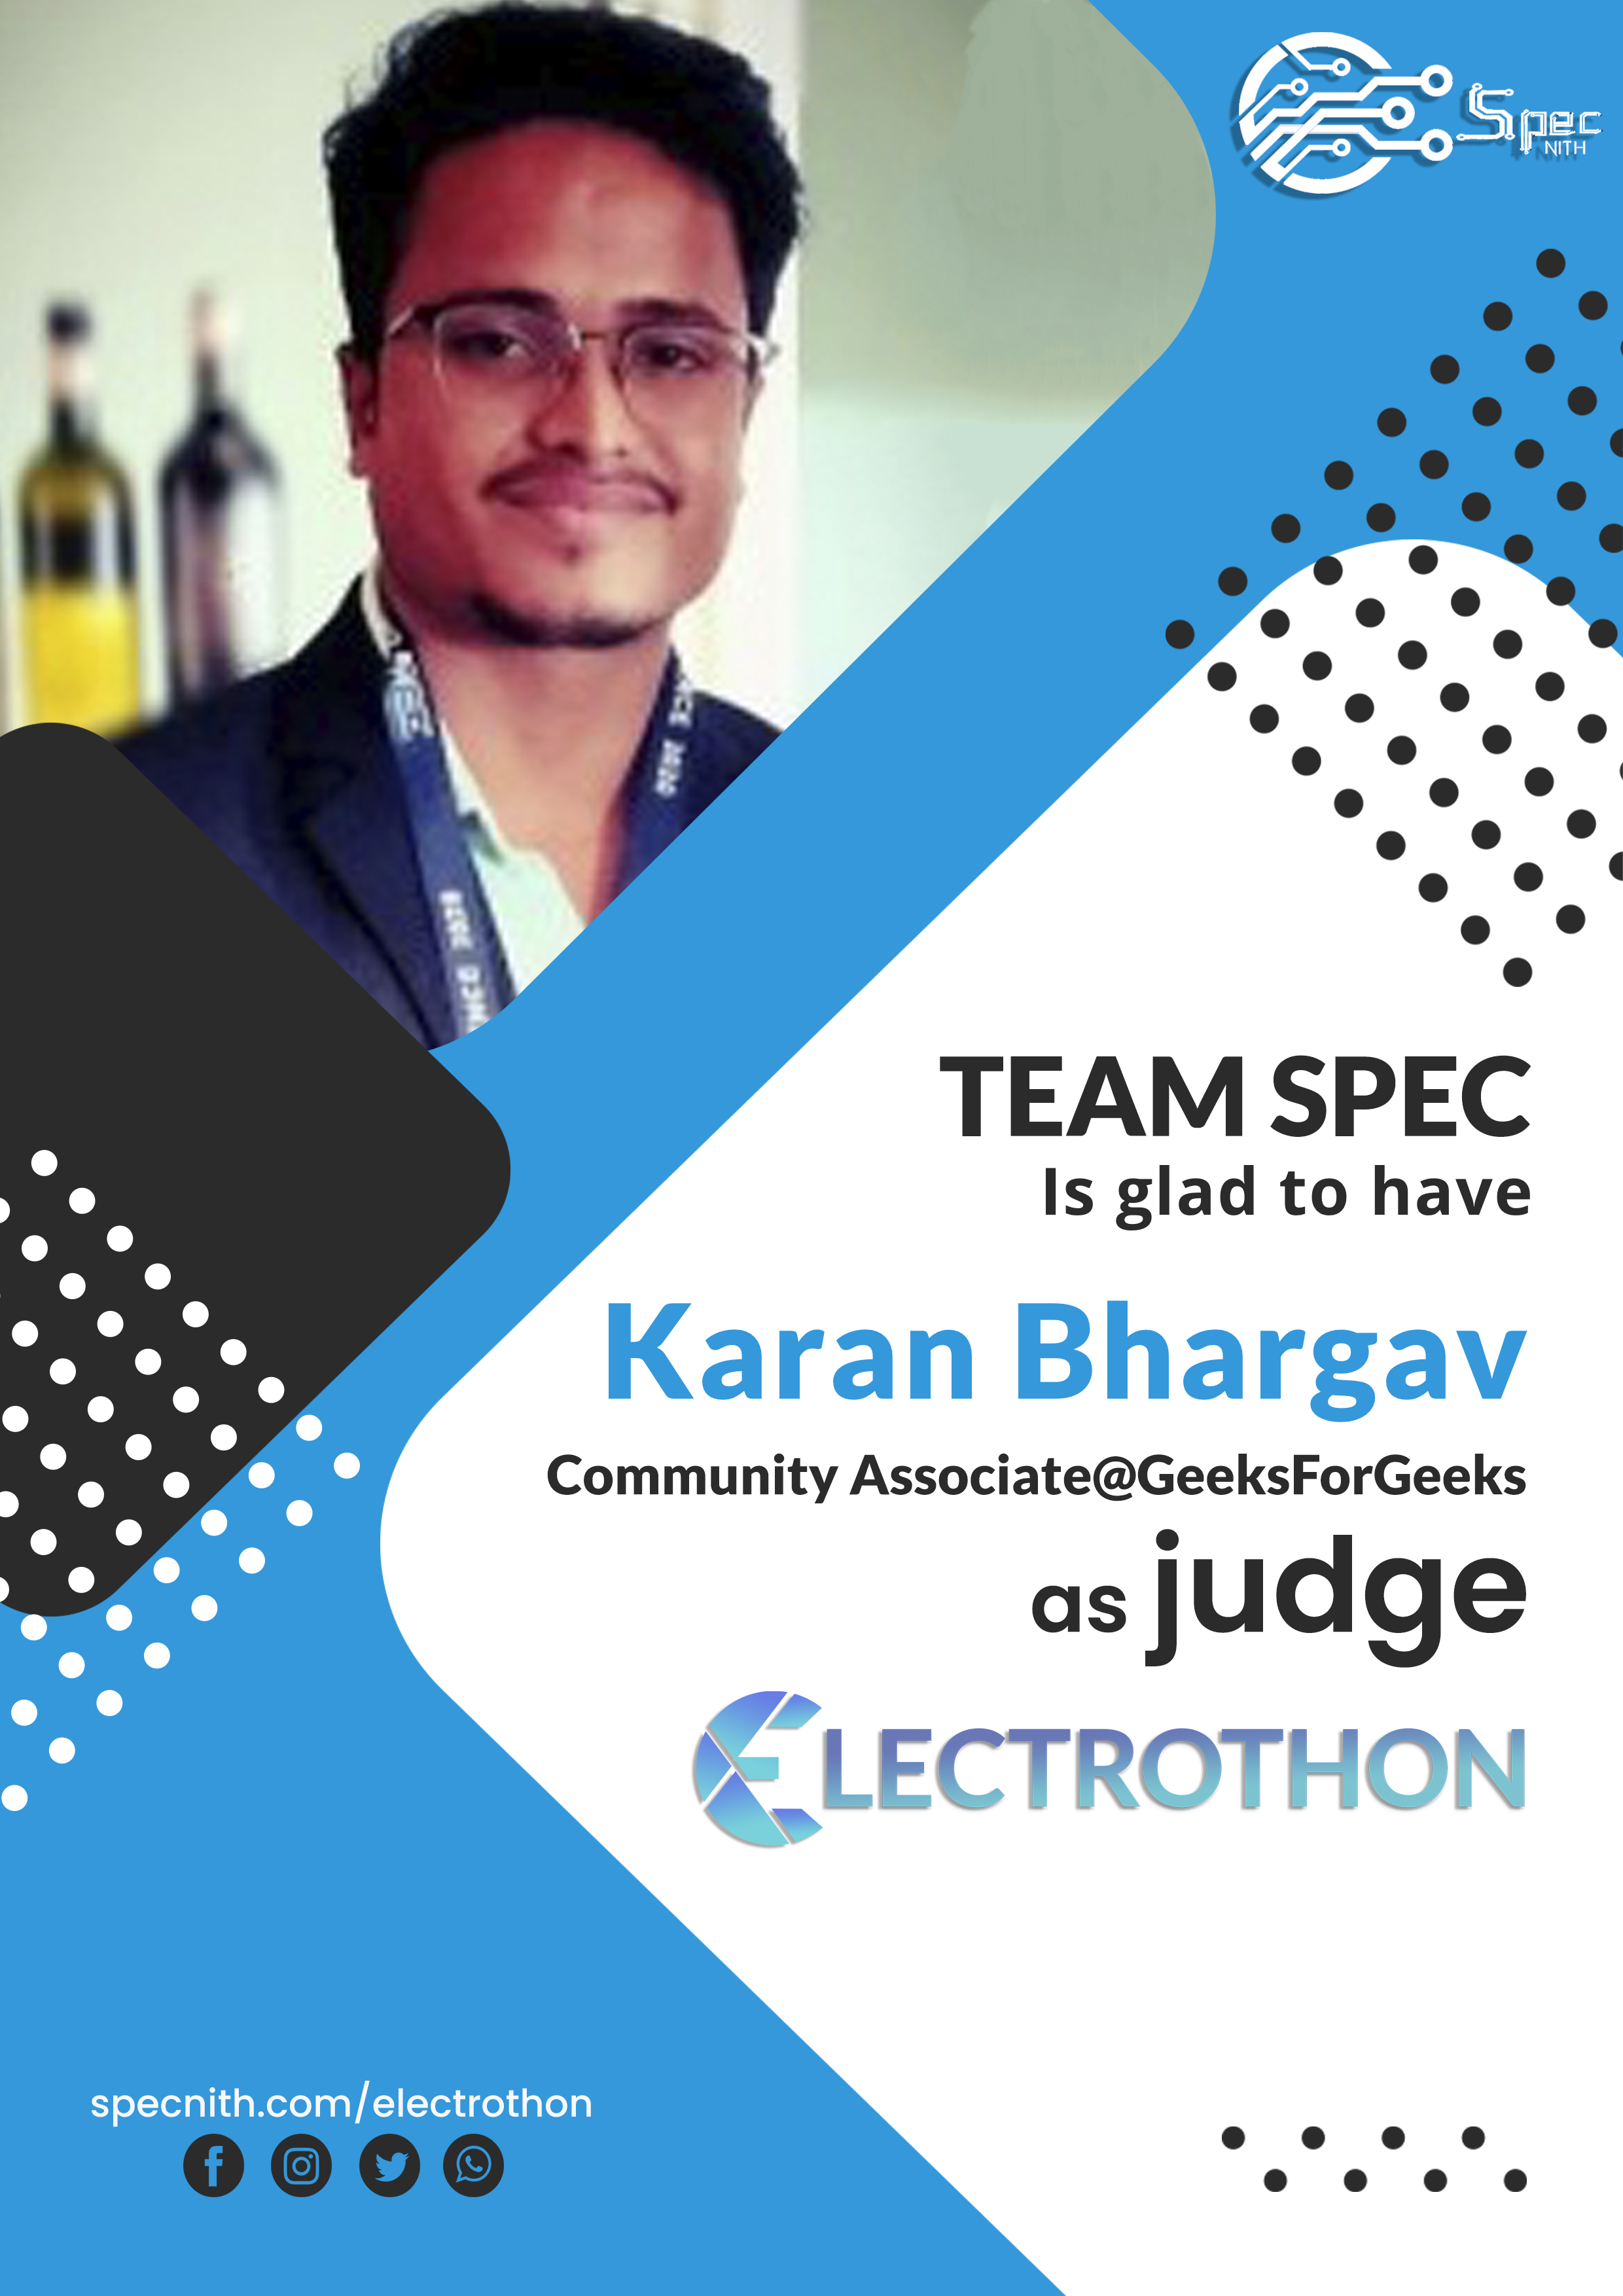 Spec
NITH
2020
TEAM SPEC
Is glad to have
Karan Bhargav
Community Associate@GeeksForGeeks
as judge
ELECTROTHON
specnith.com/electrothon